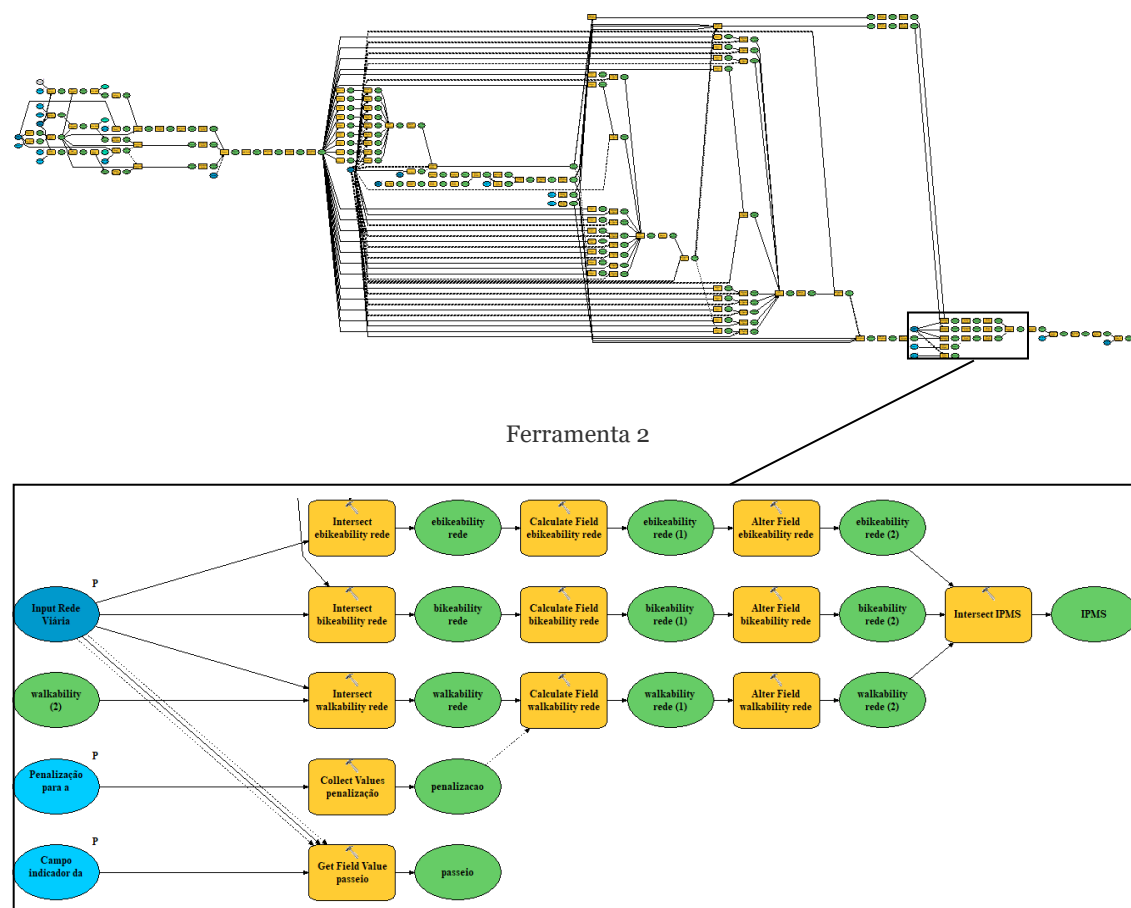 Ferramenta 2
Intersect
ebikeability rede
ebikeability
rede
Calculate Field
ebikeability rede
ebikeability
rede (1)
Alter Field
ebikeability rede
ebikeability
rede (2)
P
Input Rede
Viária
Intersect
bikeability rede
bikeability
rede
Calculate Field
bikeability rede
bikeability
rede (1)
Alter Field
bikeability rede
bikeability
rede (2)
Intersect IPMS
IPMS
walkability
(2)
Intersect
walkability rede
walkability
rede
Calculate Field
walkability rede
walkability
rede (1)
Alter Field
walkability rede
walkability
rede (2)
P
Penalização
para a
Collect Values
penalização
penalizacao
P
Campo
indicador da
Get Field Value
passeio
passeio